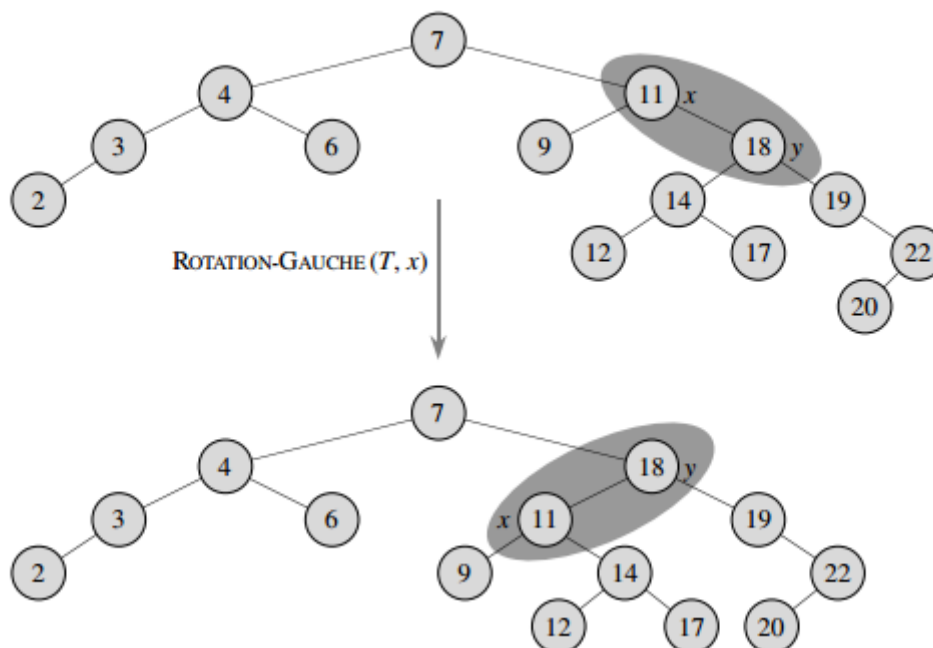 7
4 11 x
3 6 9 18 y
2 14 19
12 17 22
ROTATION-GAUCHE (T, x)
20
7
4 18 y
3 6 x 11 19
2 9 14 22
12 17 20